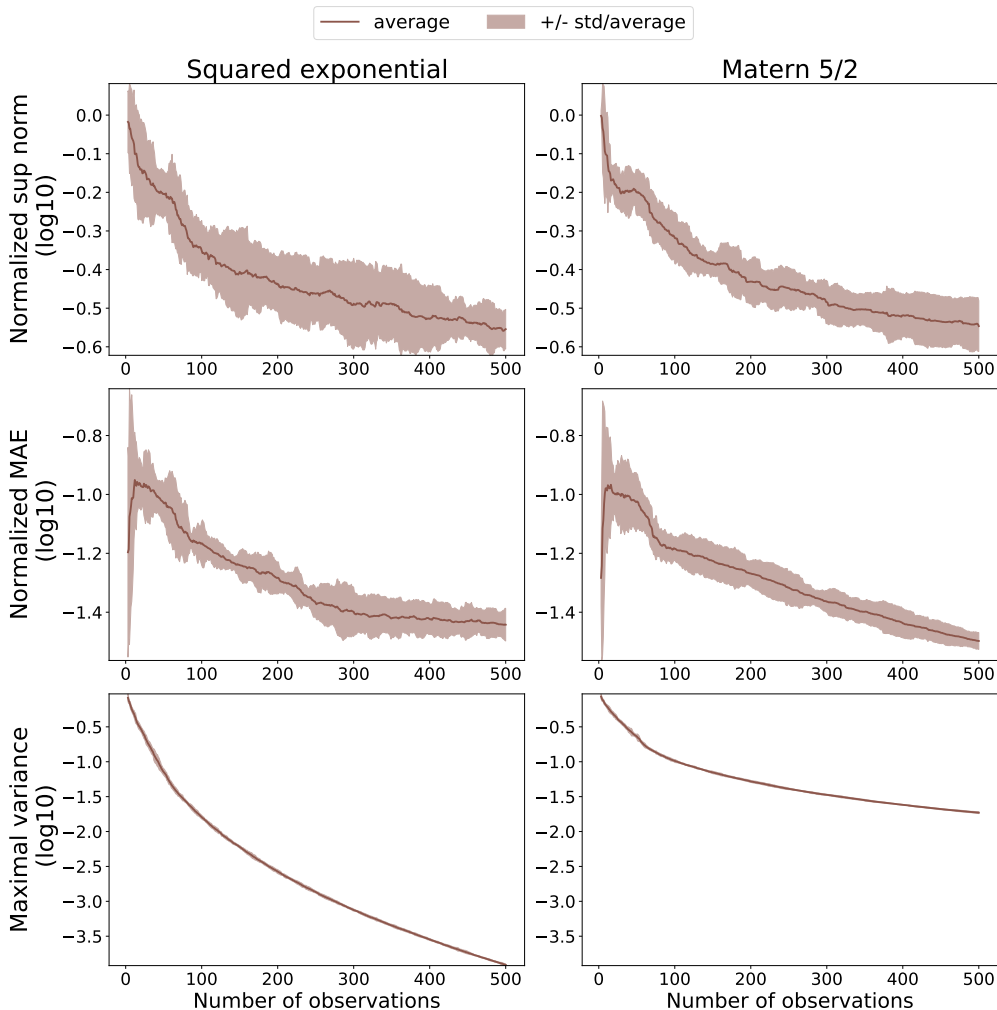 average
+/- std/average
Squared exponential
Matern 5/2
Normalized sup norm
(log10)
0.0
−0.1
−0.2
−0.3
−0.4
−0.5
−0.6
0 100 200 300 400 500
0.0
−0.1
−0.2
−0.3
−0.4
−0.5
−0.6
0 100 200 300 400 500
Normalized MAE
(log10)
−0.8
−1.0
−1.2
−1.4
0 100 200 300 400 500
−0.8
−1.0
−1.2
−1.4
0 100 200 300 400 500
Maximal variance
(log10)
−0.5
−1.0
−1.5
−2.0
−2.5
−3.0
−3.5
0 100 200 300 400 500
Number of observations
−0.5
−1.0
−1.5
−2.0
−2.5
−3.0
−3.5
0 100 200 300 400 500
Number of observations